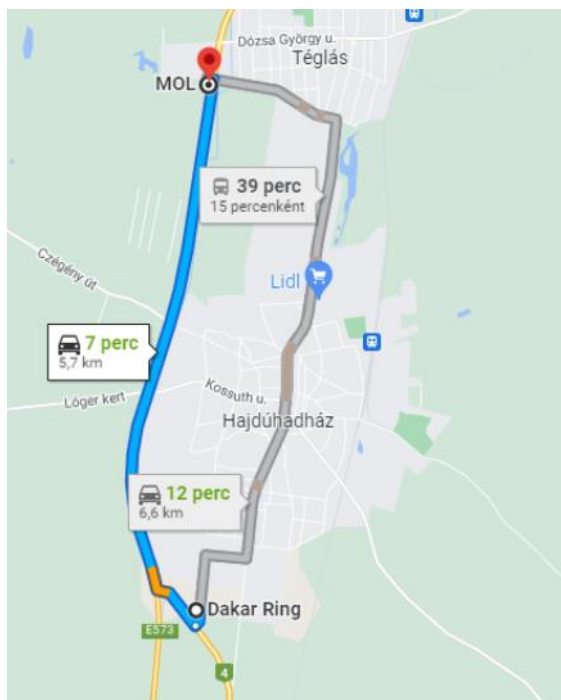 Dózsa György u.
Téglás
MOL
39 perc
15 percenként
Czégény út
Lidl
7 perc
5,7 km
Lóger kert
Kossuth u.
Hajdúhadház
12 perc
6,6 km
Dakar Ring
E573
4